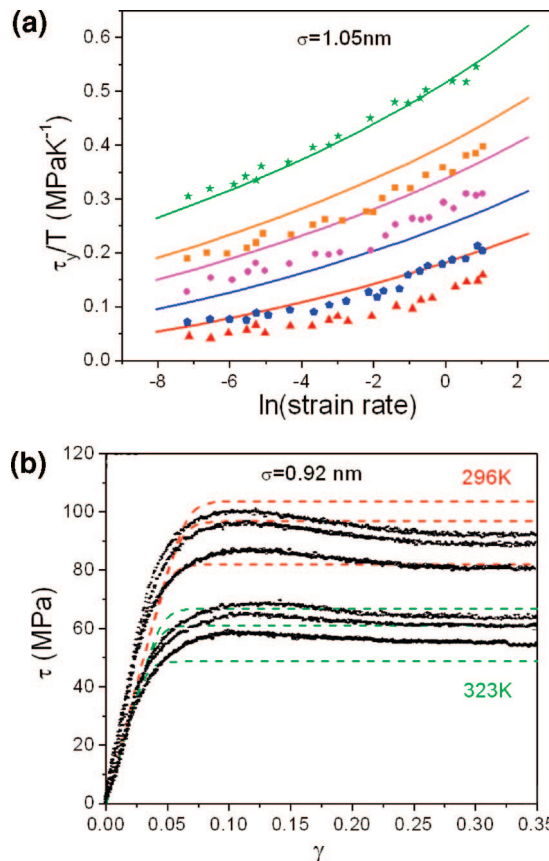 (a)
σ=1.05nm
τy/T (MPaK⁻¹)
0.6
0.5
0.4
0.3
0.2
0.1
0.0
-8 -6 -4 -2 0 2
ln(strain rate)
(b)
σ=0.92 nm
296K
323K
τ (MPa)
120
100
80
60
40
20
0
0.00 0.05 0.10 0.15 0.20 0.25 0.30 0.35
γ